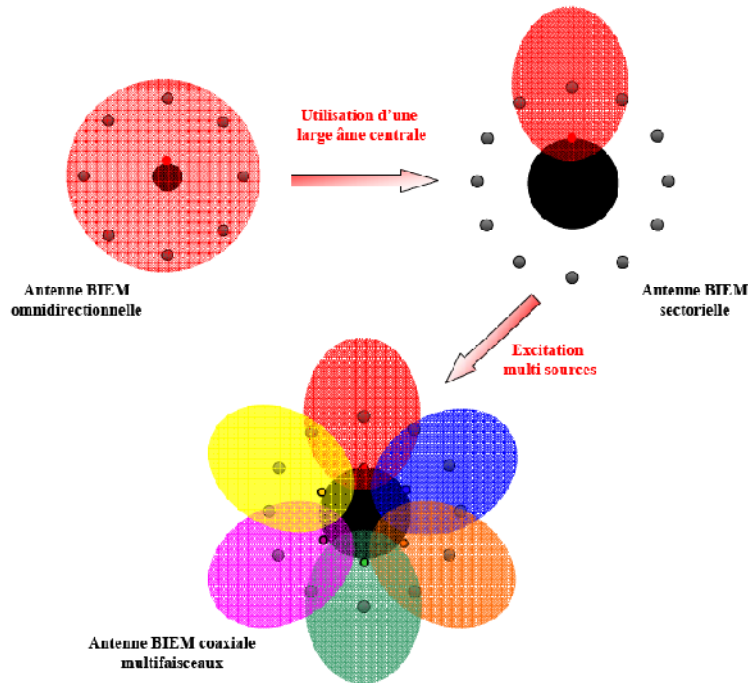 Utilisation d'une
large âme centrale
Antenne BIEM
omnidirectionnelle
Antenne BIEM
sectorielle
Excitation
multi sources
Antenne BIEM coaxiale
multifaisceaux